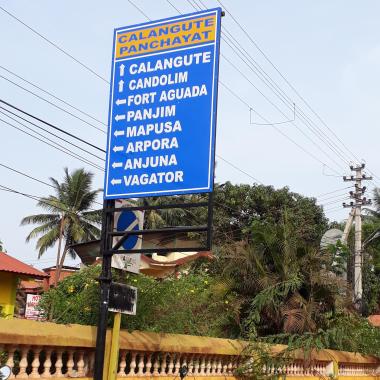 CALANGUTE
PANCHAYAT
↑ CALANGUTE
↑ CANDOLIM
← FORT AGUADA
← PANJIM
← MAPUSA
← ARPORA
← ANJUNA
← VAGATOR